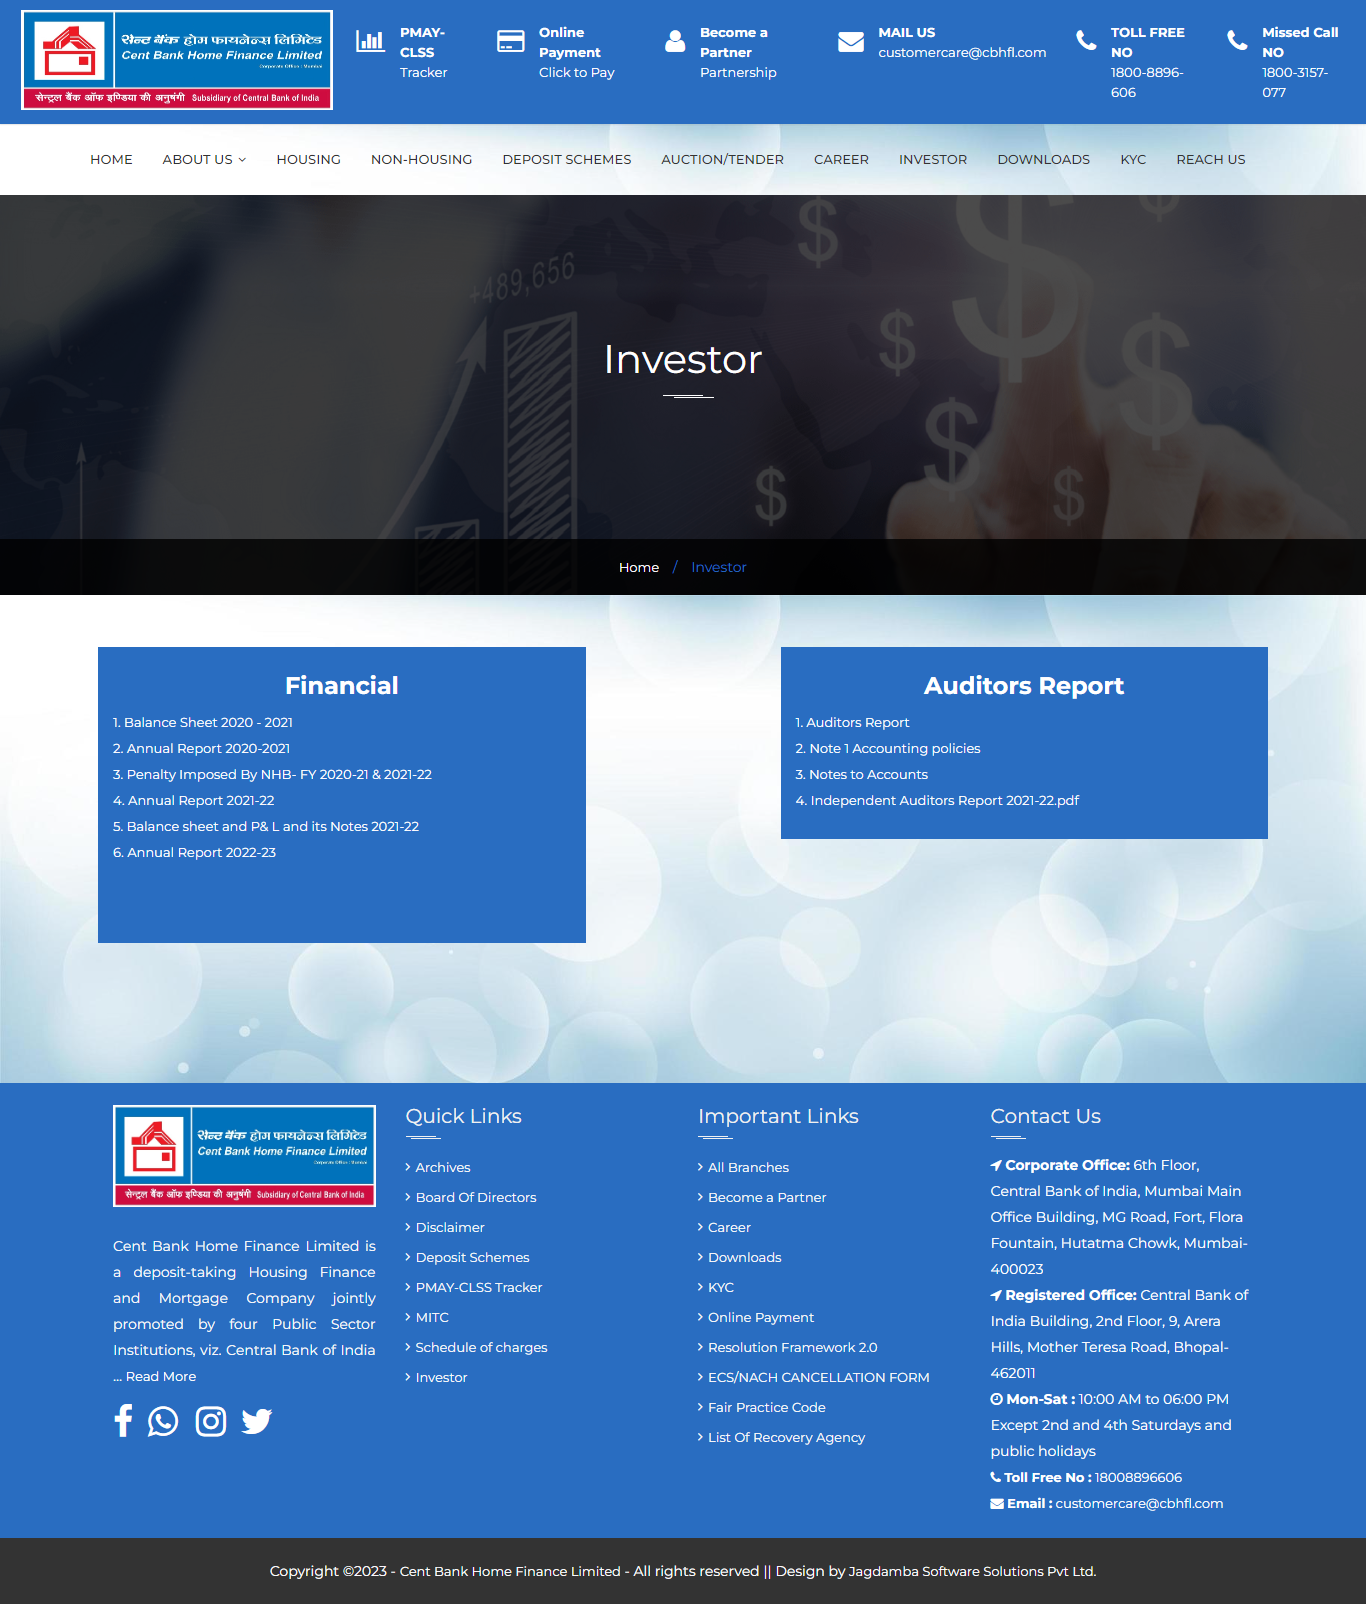 सेन्ट बैंक होम फायनेन्स लिमिटेड
Cent Bank Home Finance Limited
Corporate Office : Mumbai
सेन्ट्रल बैंक ऑफ इण्डिया की अनुषंगी Subsidiary of Central Bank of India
PMAY-
CLSS
Tracker
Online
Payment
Click to Pay
Become a
Partner
Partnership
MAIL US
customercare@cbhfl.com
TOLL FREE
NO
1800-8896-
606
Missed Call
NO
1800-3157-
077
HOME ABOUT US HOUSING NON-HOUSING DEPOSIT SCHEMES AUCTION/TENDER CAREER INVESTOR DOWNLOADS KYC REACH US
+489,656
Investor
Home / Investor
Financial
1. Balance Sheet 2020 - 2021
2. Annual Report 2020-2021
3. Penalty Imposed By NHB- FY 2020-21 & 2021-22
4. Annual Report 2021-22
5. Balance sheet and P& L and its Notes 2021-22
6. Annual Report 2022-23
Auditors Report
1. Auditors Report
2. Note 1 Accounting policies
3. Notes to Accounts
4. Independent Auditors Report 2021-22.pdf
सेन्ट बैंक होम फायनेन्स लिमिटेड
Cent Bank Home Finance Limited
Corporate Office : Mumbai
सेन्ट्रल बैंक ऑफ इण्डिया की अनुषंगी Subsidiary of Central Bank of India
Cent Bank Home Finance Limited is
a deposit-taking Housing Finance
and Mortgage Company jointly
promoted by four Public Sector
Institutions, viz. Central Bank of India
... Read More
Quick Links
Archives
Board Of Directors
Disclaimer
Deposit Schemes
PMAY-CLSS Tracker
MITC
Schedule of charges
Investor
Important Links
All Branches
Become a Partner
Career
Downloads
KYC
Online Payment
Resolution Framework 2.0
ECS/NACH CANCELLATION FORM
Fair Practice Code
List Of Recovery Agency
Contact Us
Corporate Office: 6th Floor,
Central Bank of India, Mumbai Main
Office Building, MG Road, Fort, Flora
Fountain, Hutatma Chowk, Mumbai-
400023
Registered Office: Central Bank of
India Building, 2nd Floor, 9, Arera
Hills, Mother Teresa Road, Bhopal-
462011
Mon-Sat : 10:00 AM to 06:00 PM
Except 2nd and 4th Saturdays and
public holidays
Toll Free No : 18008896606
Email : customercare@cbhfl.com
Copyright ©2023 - Cent Bank Home Finance Limited - All rights reserved || Design by Jagdamba Software Solutions Pvt Ltd.